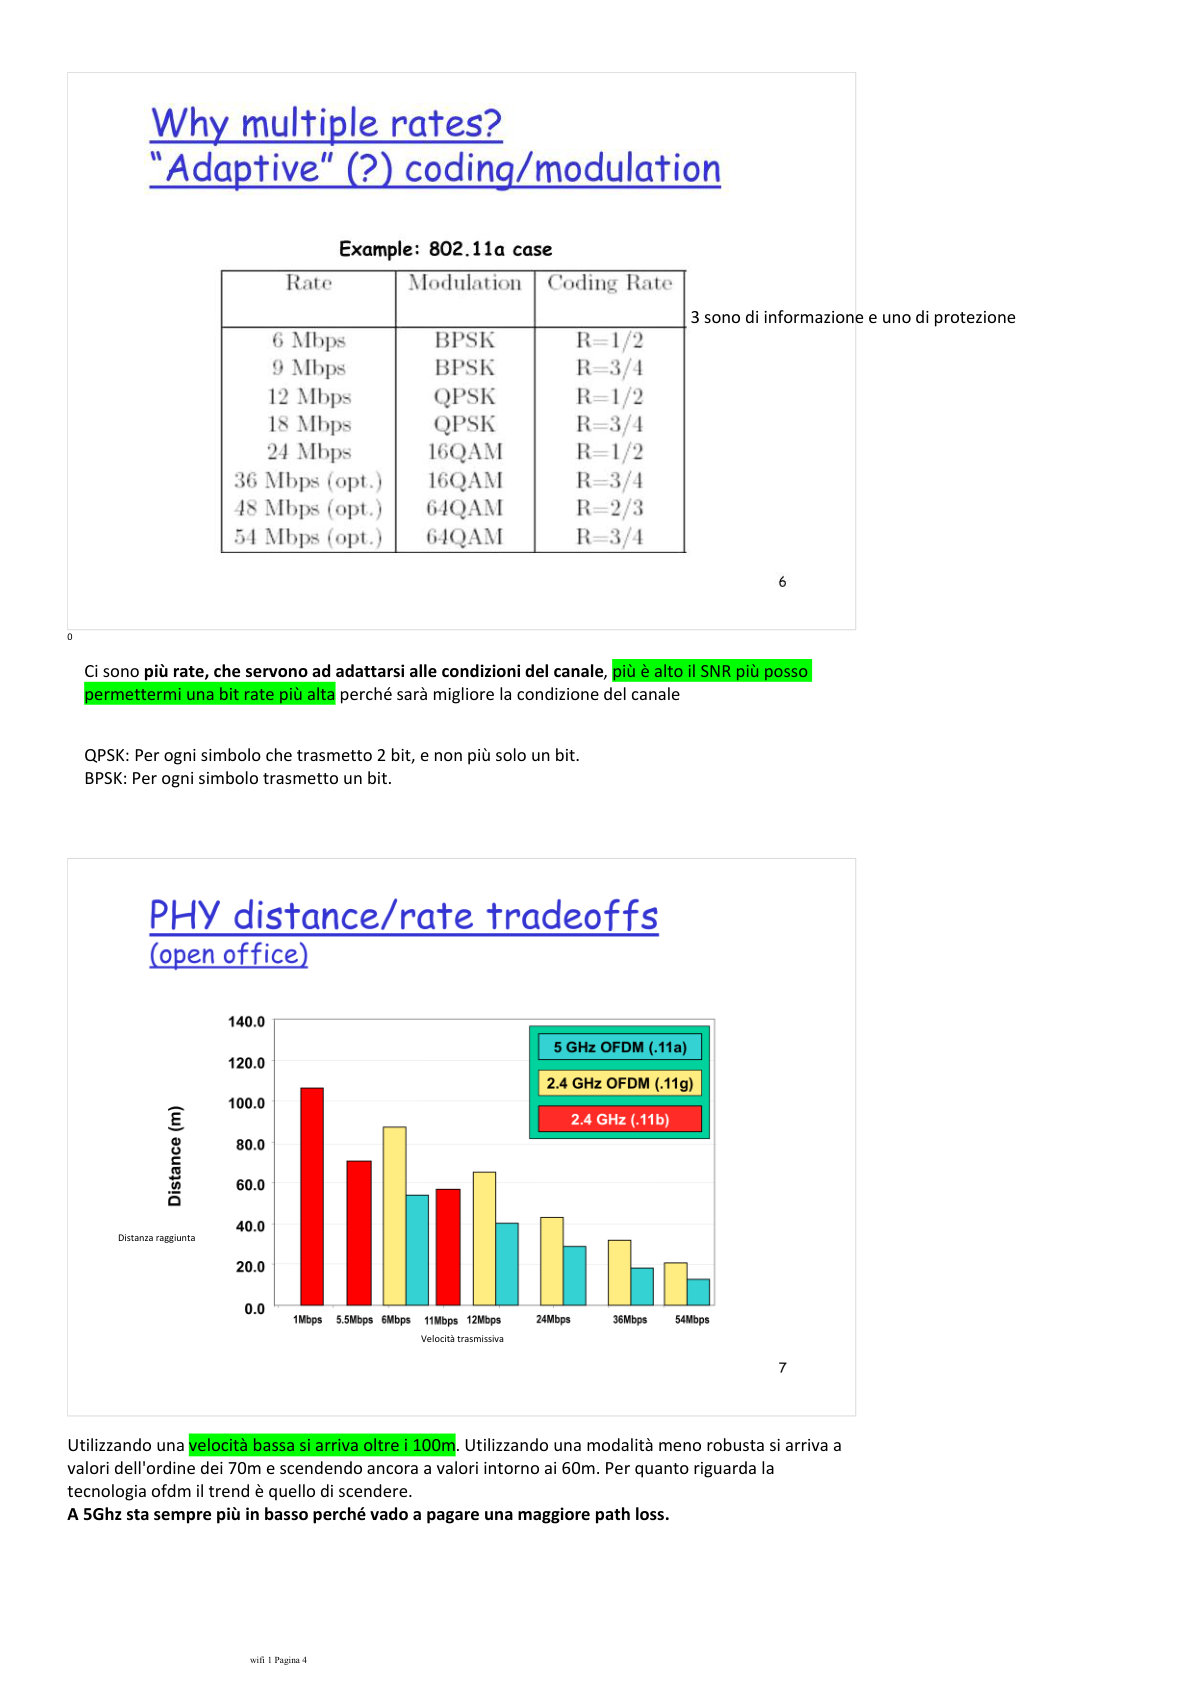 Why multiple rates?
“Adaptive” (?) coding/modulation
Example: 802.11a case
Rate Modulation Coding Rate
3 sono di informazione e uno di protezione
6 Mbps BPSK R=1/2
9 Mbps BPSK R=3/4
12 Mbps QPSK R=1/2
18 Mbps QPSK R=3/4
24 Mbps 16QAM R=1/2
36 Mbps (opt.) 16QAM R=3/4
48 Mbps (opt.) 64QAM R=2/3
54 Mbps (opt.) 64QAM R=3/4
6
0
Ci sono più rate, che servono ad adattarsi alle condizioni del canale, più è alto il SNR più posso
permettermi una bit rate più alta perché sarà migliore la condizione del canale
QPSK: Per ogni simbolo che trasmetto 2 bit, e non più solo un bit.
BPSK: Per ogni simbolo trasmetto un bit.
PHY distance/rate tradeoffs
(open office)
140.0
120.0
100.0
80.0
60.0
40.0
20.0
0.0
Distance (m)
Distanza raggiunta
5 GHz OFDM (.11a)
2.4 GHz OFDM (.11g)
2.4 GHz (.11b)
1Mbps 5.5Mbps 6Mbps 11Mbps 12Mbps 24Mbps 36Mbps 54Mbps
Velocità trasmissiva
7
Utilizzando una velocità bassa si arriva oltre i 100m. Utilizzando una modalità meno robusta si arriva a
valori dell'ordine dei 70m e scendendo ancora a valori intorno ai 60m. Per quanto riguarda la
tecnologia ofdm il trend è quello di scendere.
A 5Ghz sta sempre più in basso perché vado a pagare una maggiore path loss.
wifi 1 Pagina 4